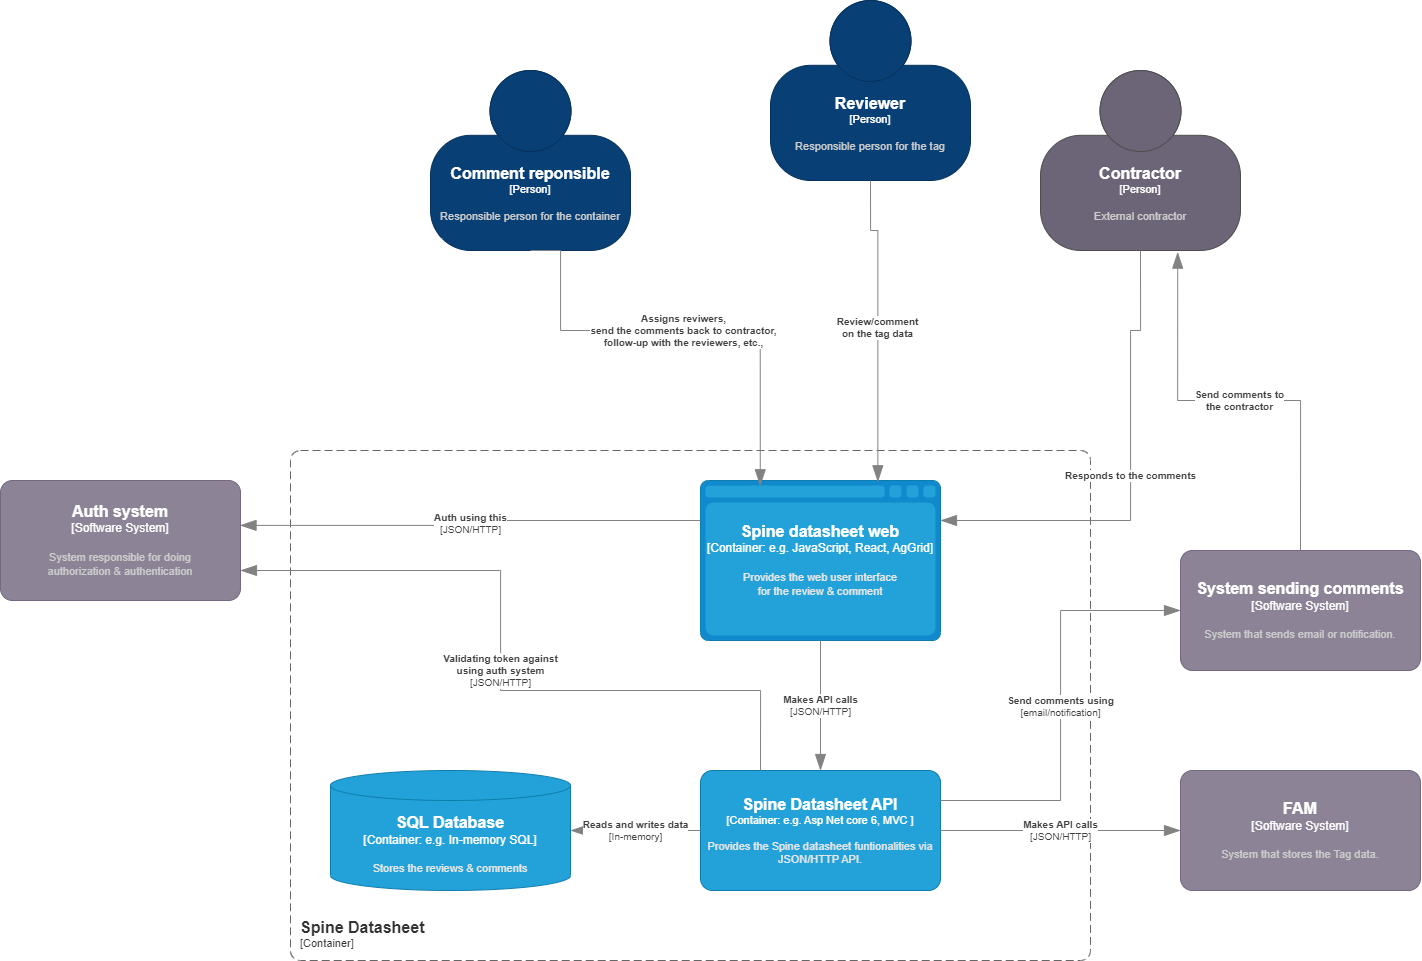 Reviewer
[Person]
Responsible person for the tag
Comment reponsible
[Person]
Responsible person for the container
Contractor
[Person]
External contractor
Assigns reviwers,
send the comments back to contractor,
follow-up with the reviewers, etc.,
Review/comment
on the tag data
Send comments to
the contractor
Responds to the comments
Auth system
[Software System]
System responsible for doing
authorization & authentication
Auth using this
[JSON/HTTP]
Spine datasheet web
[Container: e.g. JavaScript, React, AgGrid]
Provides the web user interface
for the review & comment
System sending comments
[Software System]
System that sends email or notification.
Validating token against
using auth system
[JSON/HTTP]
Makes API calls
[JSON/HTTP]
Send comments using
[email/notification]
SQL Database
[Container: e.g. In-memory SQL]
Stores the reviews & comments
Reads and writes data
[In-memory]
Spine Datasheet API
[Container: e.g. Asp Net core 6, MVC ]
Provides the Spine datasheet funtionalities via
JSON/HTTP API.
Makes API calls
[JSON/HTTP]
FAM
[Software System]
System that stores the Tag data.
Spine Datasheet
[Container]